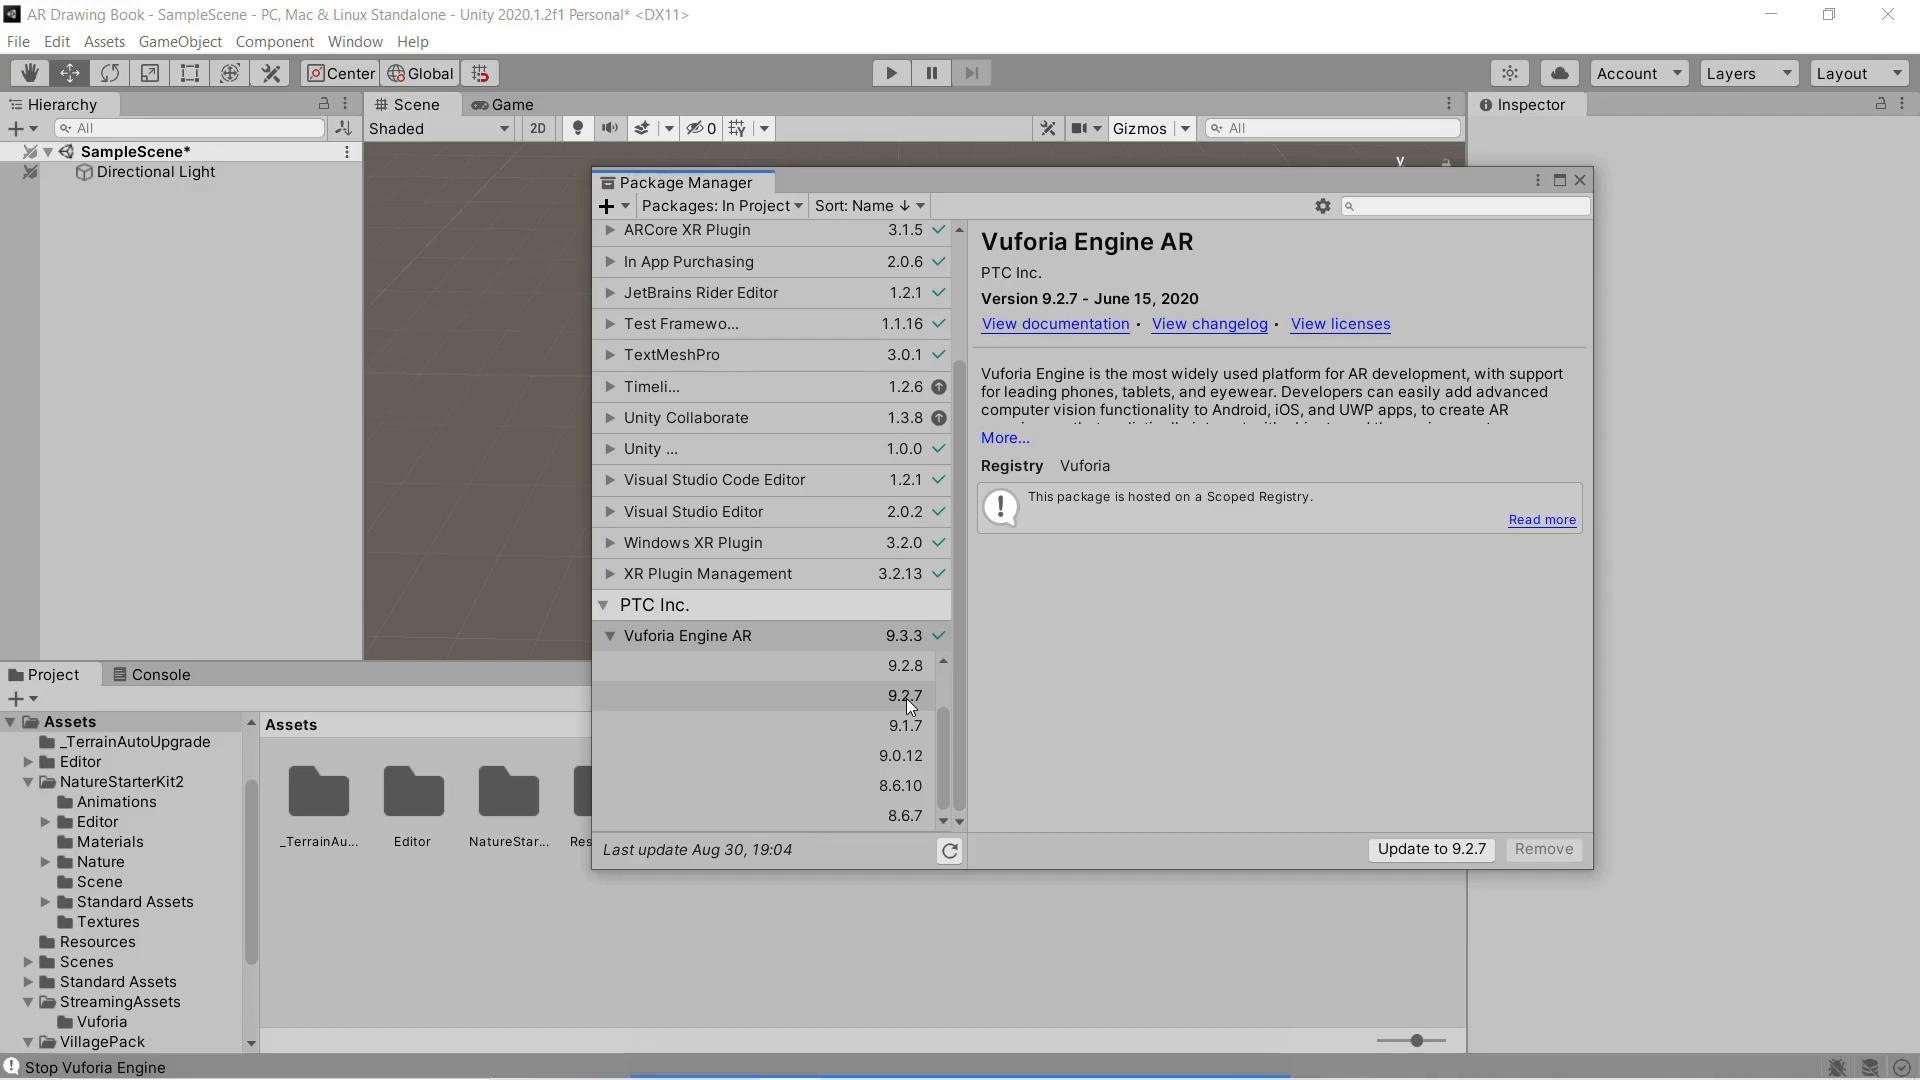 AR Drawing Book - SampleScene - PC, Mac & Linux Standalone - Unity 2020.1.2f1 Personal* <DX11>
File Edit Assets GameObject Component Window Help
Center Global
Account Layers Layout
Hierarchy
All
SampleScene*
Directional Light
Scene Game
Shaded 2D 0 Gizmos All
y
Inspector
Package Manager
Packages: In Project Sort: Name ↓
ARCore XR Plugin 3.1.5
In App Purchasing 2.0.6
JetBrains Rider Editor 1.2.1
Test Framewo... 1.1.16
TextMeshPro 3.0.1
Timeli... 1.2.6
Unity Collaborate 1.3.8
Unity ... 1.0.0
Visual Studio Code Editor 1.2.1
Visual Studio Editor 2.0.2
Windows XR Plugin 3.2.0
XR Plugin Management 3.2.13
PTC Inc.
Vuforia Engine AR 9.3.3
9.2.8
9.2.7
9.1.7
9.0.12
8.6.10
8.6.7
Last update Aug 30, 19:04
Vuforia Engine AR
PTC Inc.
Version 9.2.7 - June 15, 2020
View documentation • View changelog • View licenses
Vuforia Engine is the most widely used platform for AR development, with support
for leading phones, tablets, and eyewear. Developers can easily add advanced
computer vision functionality to Android, iOS, and UWP apps, to create AR
More...
Registry Vuforia
This package is hosted on a Scoped Registry.
Read more
Update to 9.2.7 Remove
Project Console
Assets
_TerrainAutoUpgrade
Editor
NatureStarterKit2
Animations
Editor
Materials
Nature
Scene
Standard Assets
Textures
Resources
Scenes
Standard Assets
StreamingAssets
Vuforia
VillagePack
Assets
_TerrainAu... Editor NatureStar... Res
Stop Vuforia Engine